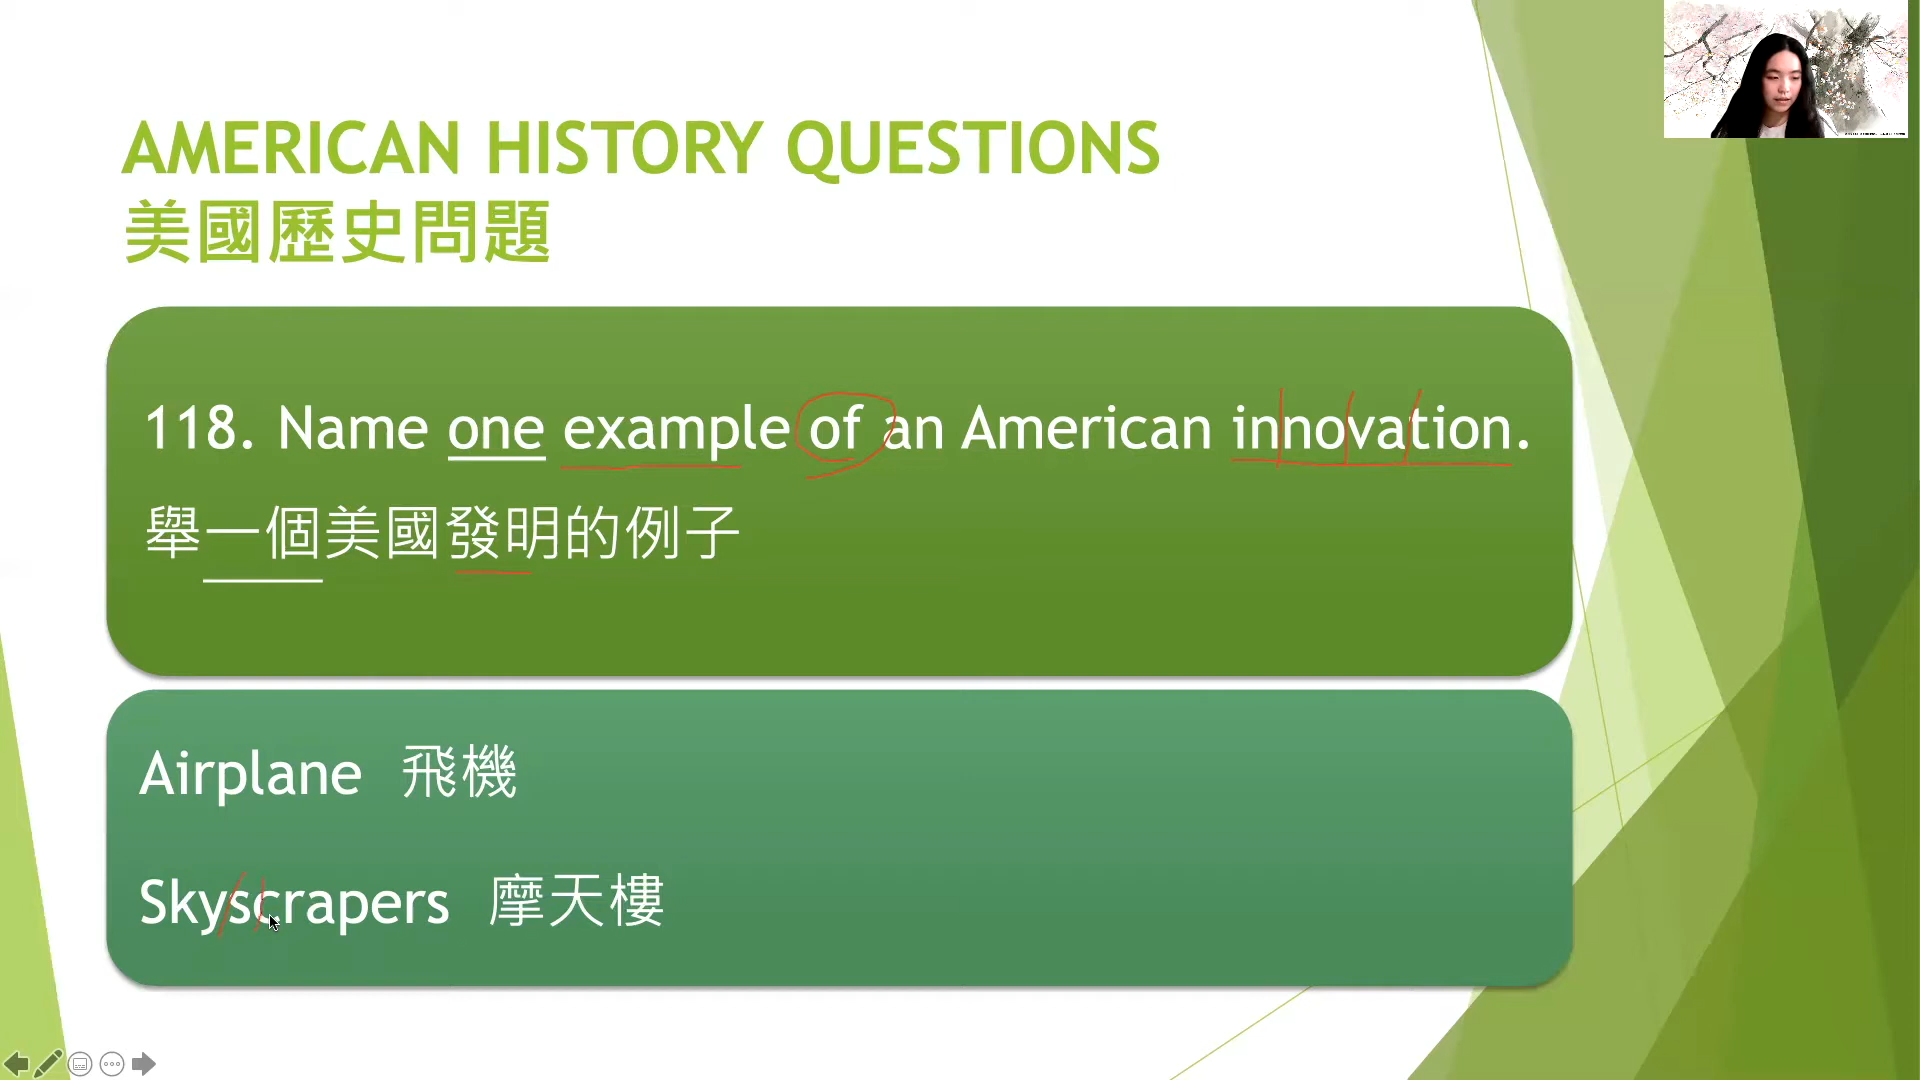 AMERICAN HISTORY QUESTIONS
美國歷史問題
118. Name one example of an American innovation.
舉一個美國發明的例子
Airplane 飛機
Skyscrapers 摩天樓